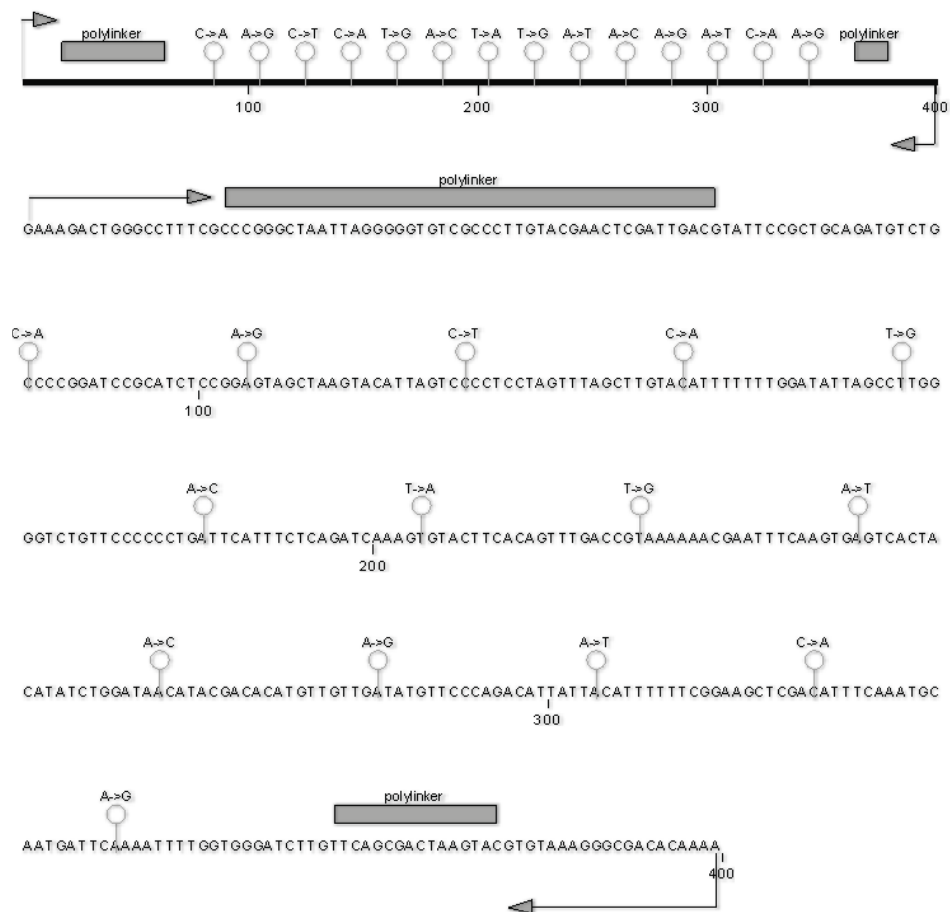 polylinker C->A A->G C->T C->A T->G A->C T->A T->G A->T A->C A->G A->T C->A A->G polylinker
100 200 300 400
polylinker
GAAAGACTGGGCCTTTCGCCCGGGCTAATTAGGGGGTGTCGCCCTTGTACGAACTCGATTGACGTATTCCGCTGCAGATGTCTG
C->A A->G C->T C->A T->G
CCCCGGATCCGCATCTCCGGAGTAGCTAAGTACATTAGTCCCCTCCTAGTTTAGCTTGTACATTTTTTTGGATATTAGCCTTGG
100
A->C T->A T->G A->T
GGTCTGTTCCCCCCTGATTCATTTCTCAGATCAAAGTGTACTTCACAGTTTGACCGTAAAAAACGAATTTCAAGTGAGTCACTA
200
A->C A->G A->T C->A
CATATCTGGATAACATACGACACATGTTGTTGATATGTTCCCAGACATTATTACATTTTTTCGGAAGCTCGACATTTCAAATGC
300
A->G polylinker
AATGATTCAAAATTTTGGTGGGATCTTGTTCAGCGACTAAGTACGTGTAAAGGGCGACACAAAA
400